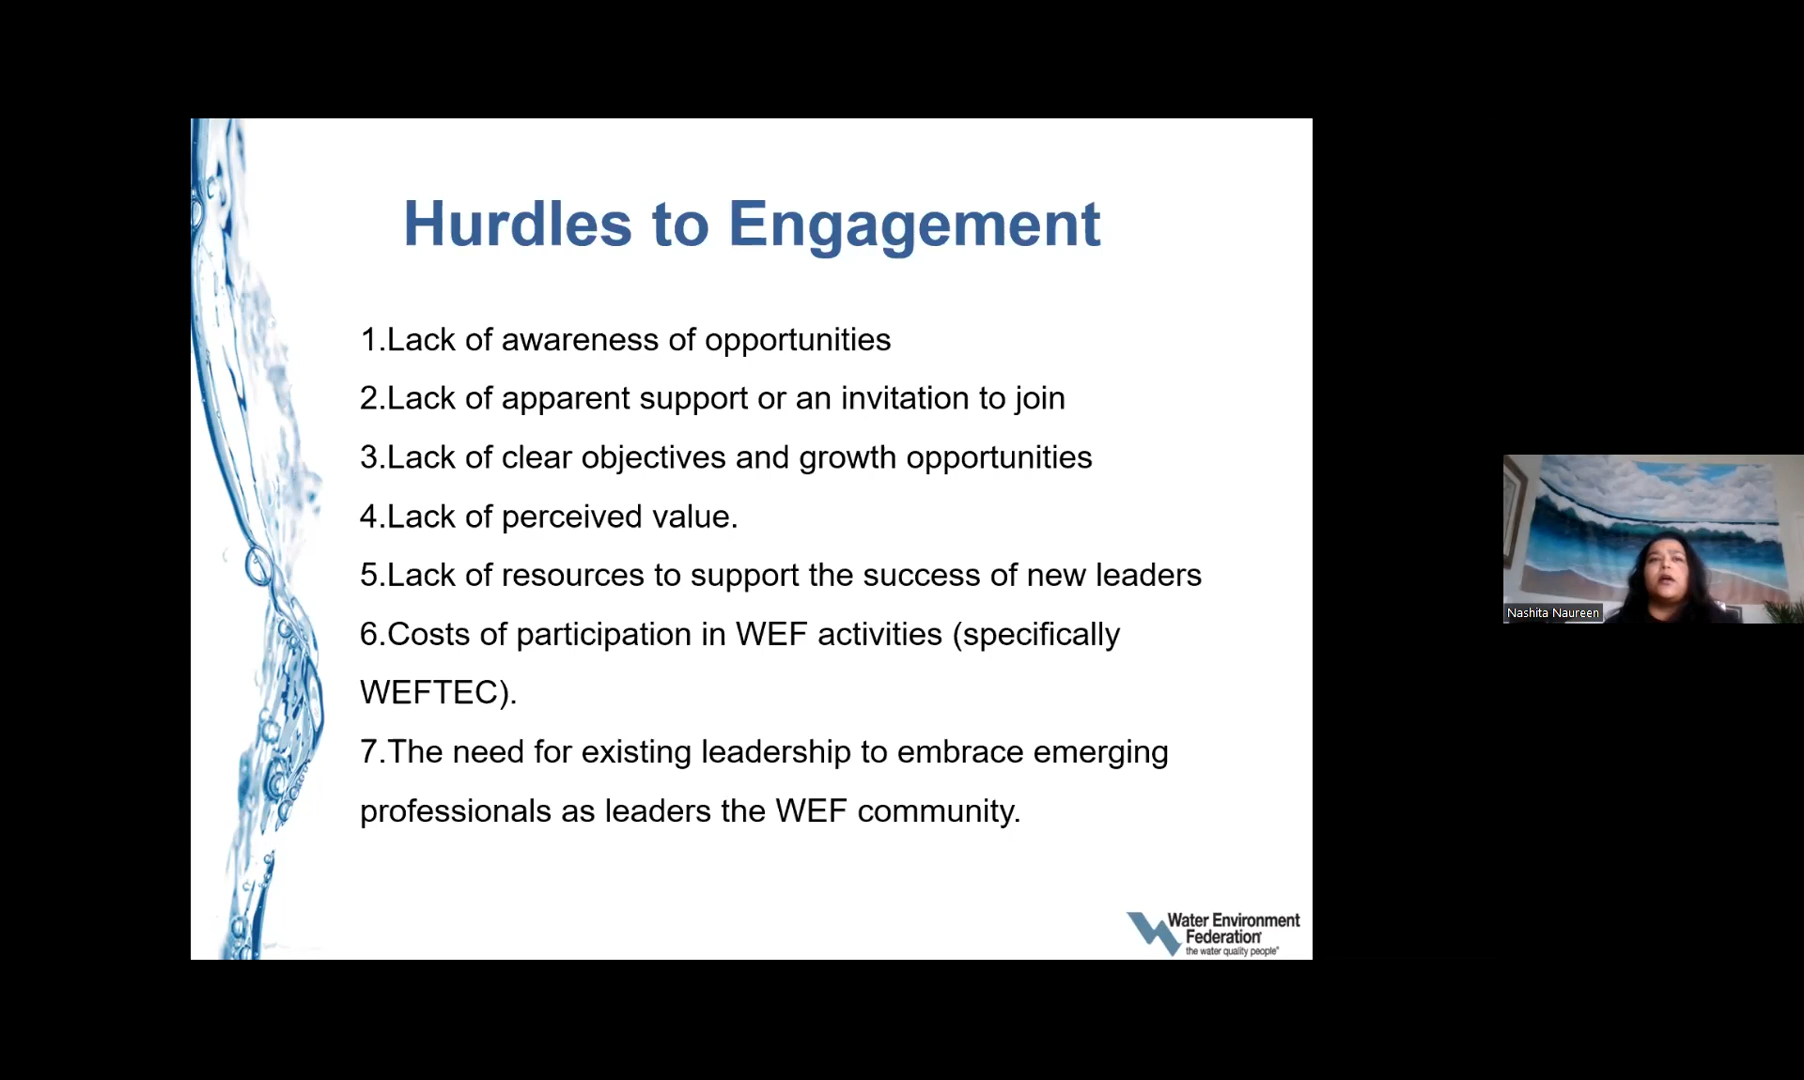 Hurdles to Engagement
1.Lack of awareness of opportunities
2.Lack of apparent support or an invitation to join
3.Lack of clear objectives and growth opportunities
4.Lack of perceived value.
5.Lack of resources to support the success of new leaders
6.Costs of participation in WEF activities (specifically
WEFTEC).
7.The need for existing leadership to embrace emerging
professionals as leaders the WEF community.
Water Environment
Federation®
the water quality people®
Nashita Naureen